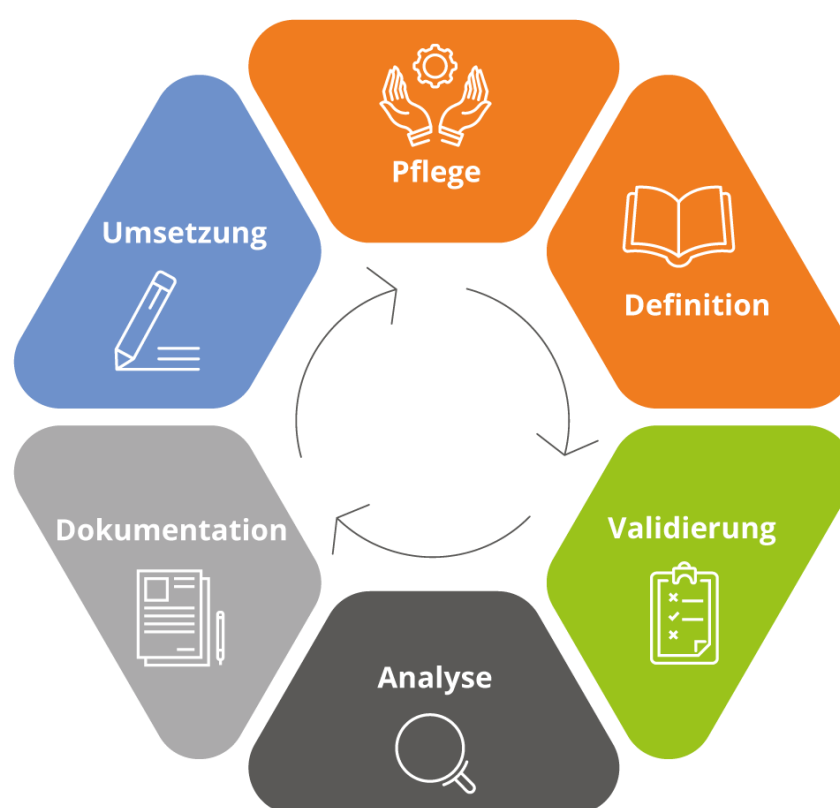 Pflege
Umsetzung
Definition
Dokumentation
Validierung
Analyse